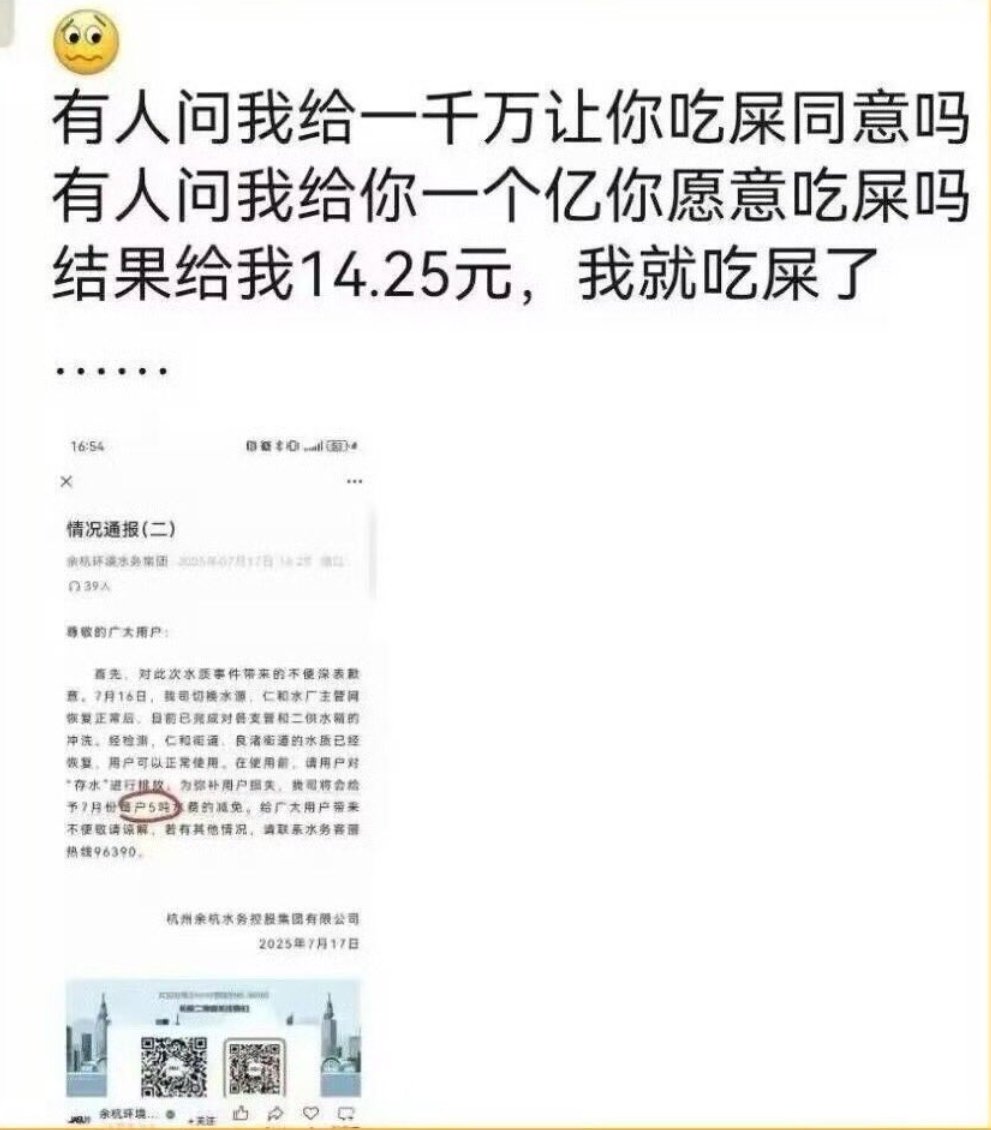 有人问我给一千万让你吃屎同意吗
有人问我给你一个亿你愿意吃屎吗
结果给我14.25元，我就吃屎了
······
16:54
情况通报(二)
余杭环境水务集团 2025年07月17日 16:25 浙江
39人
尊敬的广大用户：
首先，对此次水质事件带来的不便深表歉
意。7月16日，我司切换水源，仁和水厂主管网
恢复正常后，目前已完成对各支管和二供水箱的
冲洗。经检测，仁和街道、良渚街道的水质已经
恢复，用户可以正常使用。在使用前，请用户对
“存水”进行排放。为弥补用户损失，我司将会给
予7月份每户5吨水费的减免。给广大用户带来
不便敬请谅解，若有其他情况，请联系水务客服
热线96390。
杭州余杭水务控股集团有限公司
2025年7月17日
余杭环境...
+关注